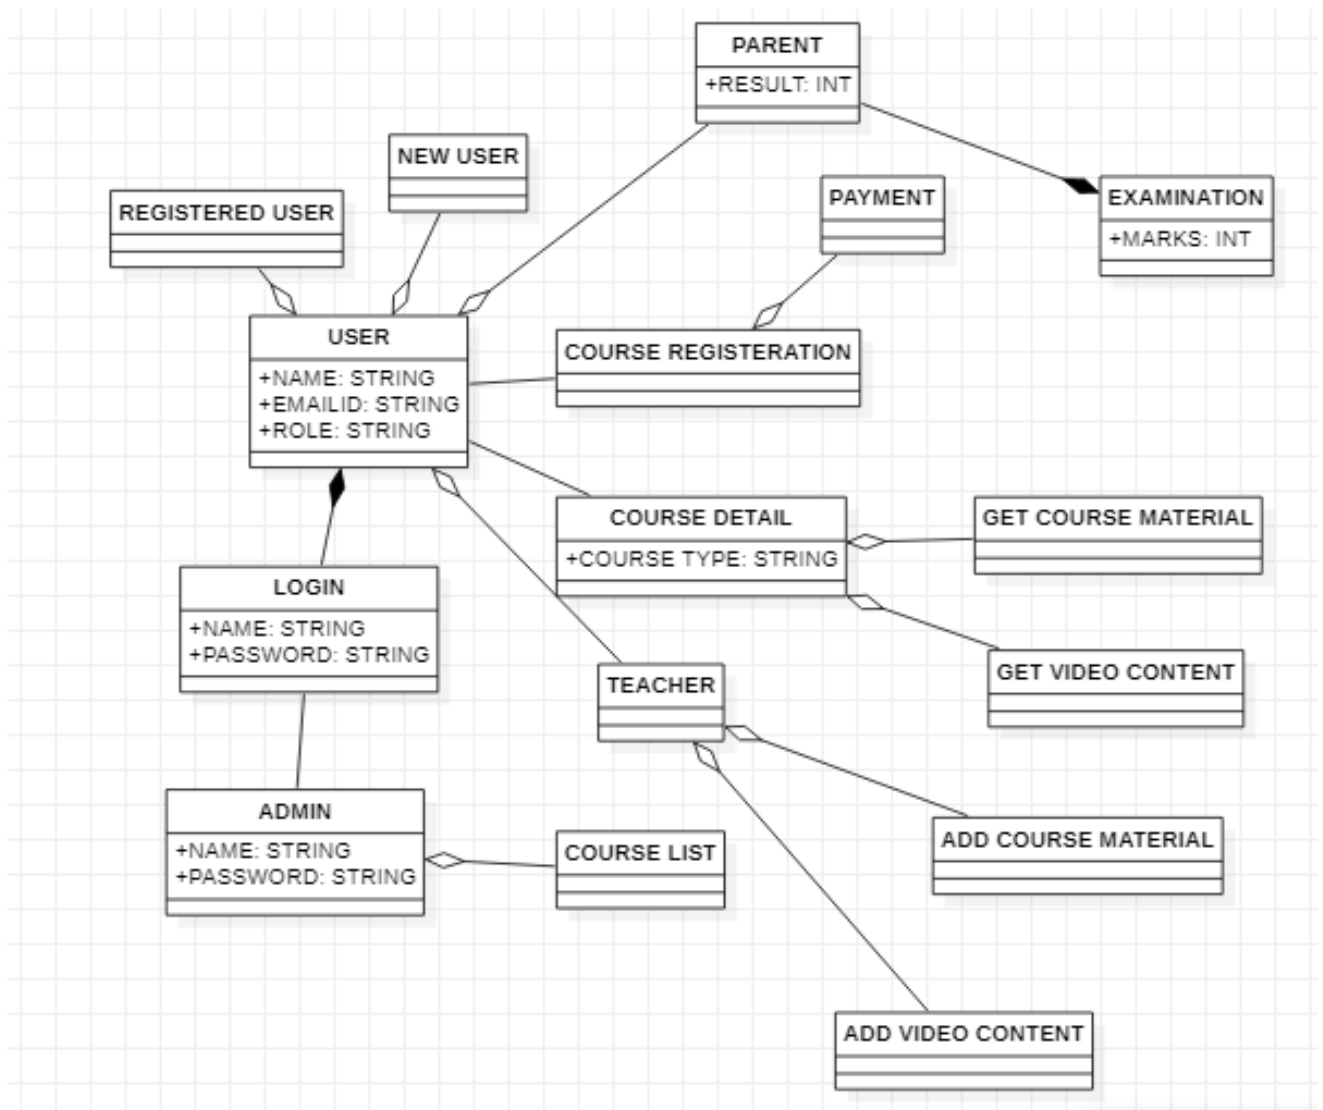 PARENT
+RESULT: INT
NEW USER
REGISTERED USER
PAYMENT
EXAMINATION
+MARKS: INT
USER
+NAME: STRING
+EMAILID: STRING
+ROLE: STRING
COURSE REGISTERATION
COURSE DETAIL
+COURSE TYPE: STRING
GET COURSE MATERIAL
LOGIN
+NAME: STRING
+PASSWORD: STRING
TEACHER
GET VIDEO CONTENT
ADMIN
+NAME: STRING
+PASSWORD: STRING
COURSE LIST
ADD COURSE MATERIAL
ADD VIDEO CONTENT